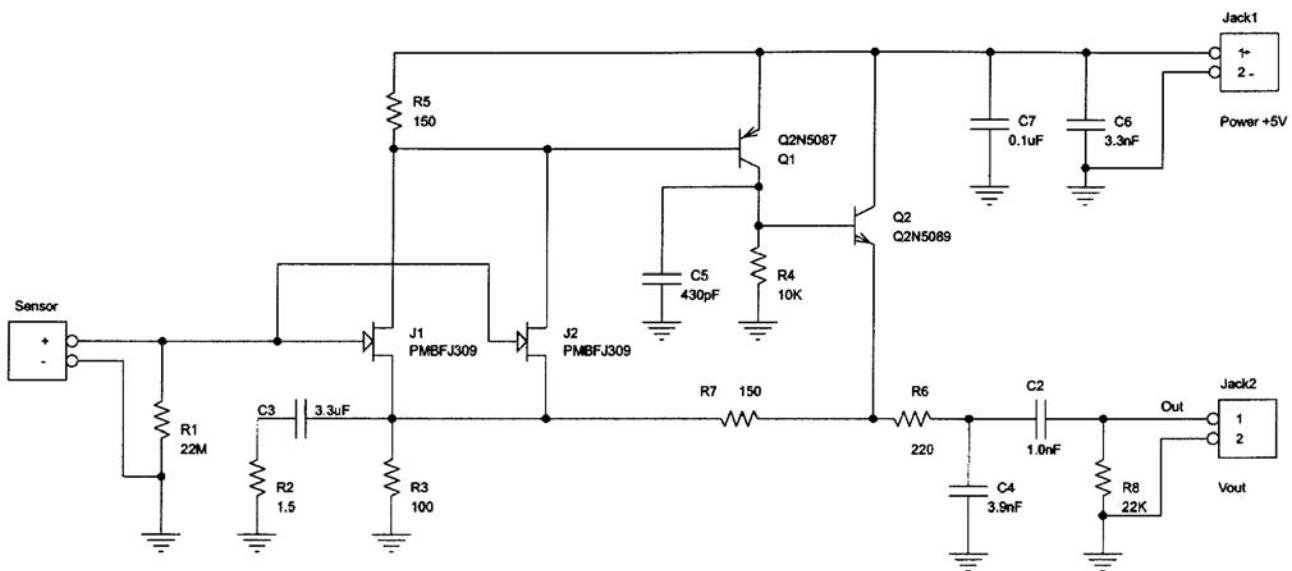 Jack1
1+
2 -
Power +5V
R5
150
Q2N5087
Q1
C7
0.1uF
C6
3.3nF
Q2
Q2N5089
C5
430pF
R4
10K
Sensor
+
-
J1
PMBFJ309
J2
PMBFJ309
R7 150
R6
220
C2
1.0nF
Out
Jack2
1
2
Vout
C3 3.3uF
R1
22M
R2
1.5
R3
100
C4
3.9nF
R8
22K